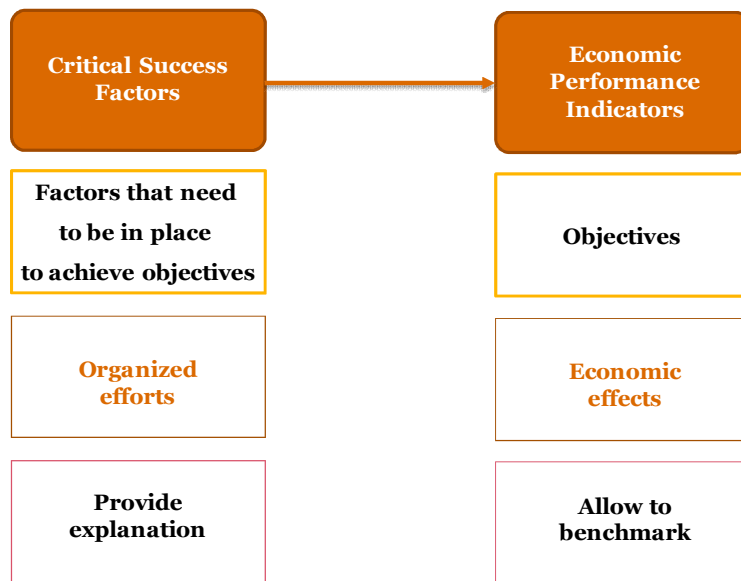 Critical Success
Factors
Economic
Performance
Indicators
Factors that need
to be in place
to achieve objectives
Objectives
Organized
efforts
Economic
effects
Provide
explanation
Allow to
benchmark